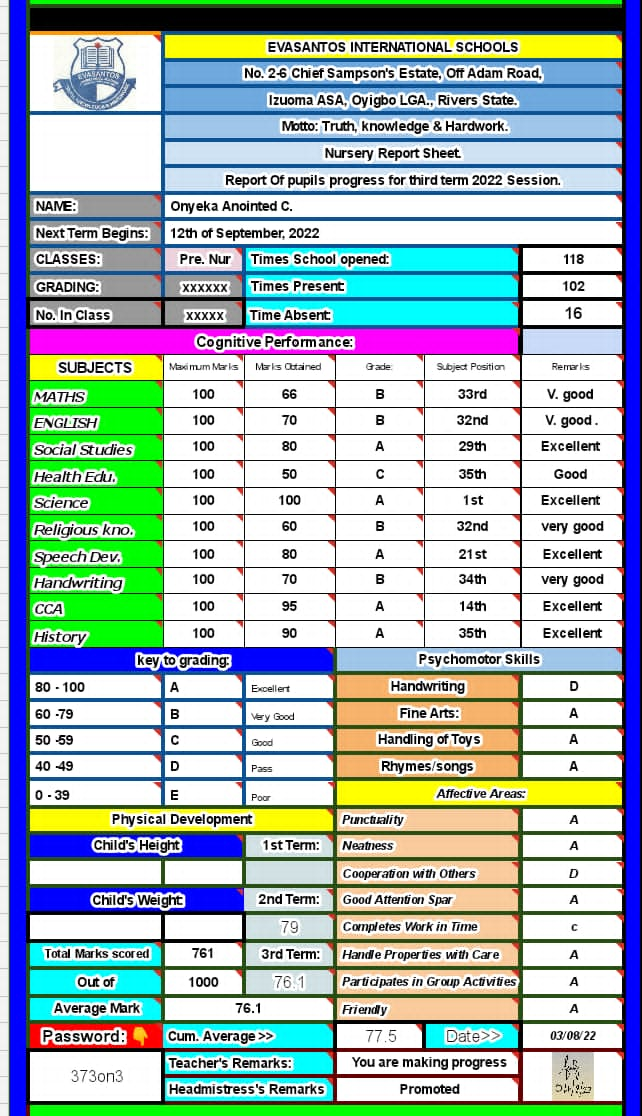 EVASANTOS
EVASANTOS INTERNATIONAL SCHOOLS
No. 2-6 Chief Sampson's Estate, Off Adam Road,
Izuoma ASA, Oyigbo LGA., Rivers State.
Motto: Truth, knowledge & Hardwork.
Nursery Report Sheet.
Report Of pupils progress for third term 2022 Session.
NAME: Onyeka Anointed C.
Next Term Begins: 12th of September, 2022
CLASSES: Pre. Nur Times School opened: 118
GRADING: xxxxxx Times Present: 102
No. In Class xxxxx Time Absent: 16
Cognitive Performance:
SUBJECTS Maximum Marks Marks Obtained Grade: Subject Position Remarks
MATHS 100 66 B 33rd V. good
ENGLISH 100 70 B 32nd V. good .
Social Studies 100 80 A 29th Excellent
Health Edu. 100 50 C 35th Good
Science 100 100 A 1st Excellent
Religious kno. 100 60 B 32nd very good
Speech Dev. 100 80 A 21st Excellent
Handwriting 100 70 B 34th very good
CCA 100 95 A 14th Excellent
History 100 90 A 35th Excellent
key to grading: Psychomotor Skills
80 - 100 A Excellent Handwriting D
60 -79 B Very Good Fine Arts: A
50 -59 C Good Handling of Toys A
40 -49 D Pass Rhymes/songs A
0 - 39 E Poor Affective Areas:
Physical Development Punctuality A
Child's Height 1st Term: Neatness A
Cooperation with Others D
Child's Weight: 2nd Term: Good Attention Spar A
79 Completes Work in Time c
Total Marks scored 761 3rd Term: Handle Properties with Care A
Out of 1000 76.1 Participates in Group Activities A
Average Mark 76.1 Friendly A
Password: 👇 Cum. Average >> 77.5 Date>> 03/08/22
373on3 Teacher's Remarks: You are making progress
Headmistress's Remarks Promoted